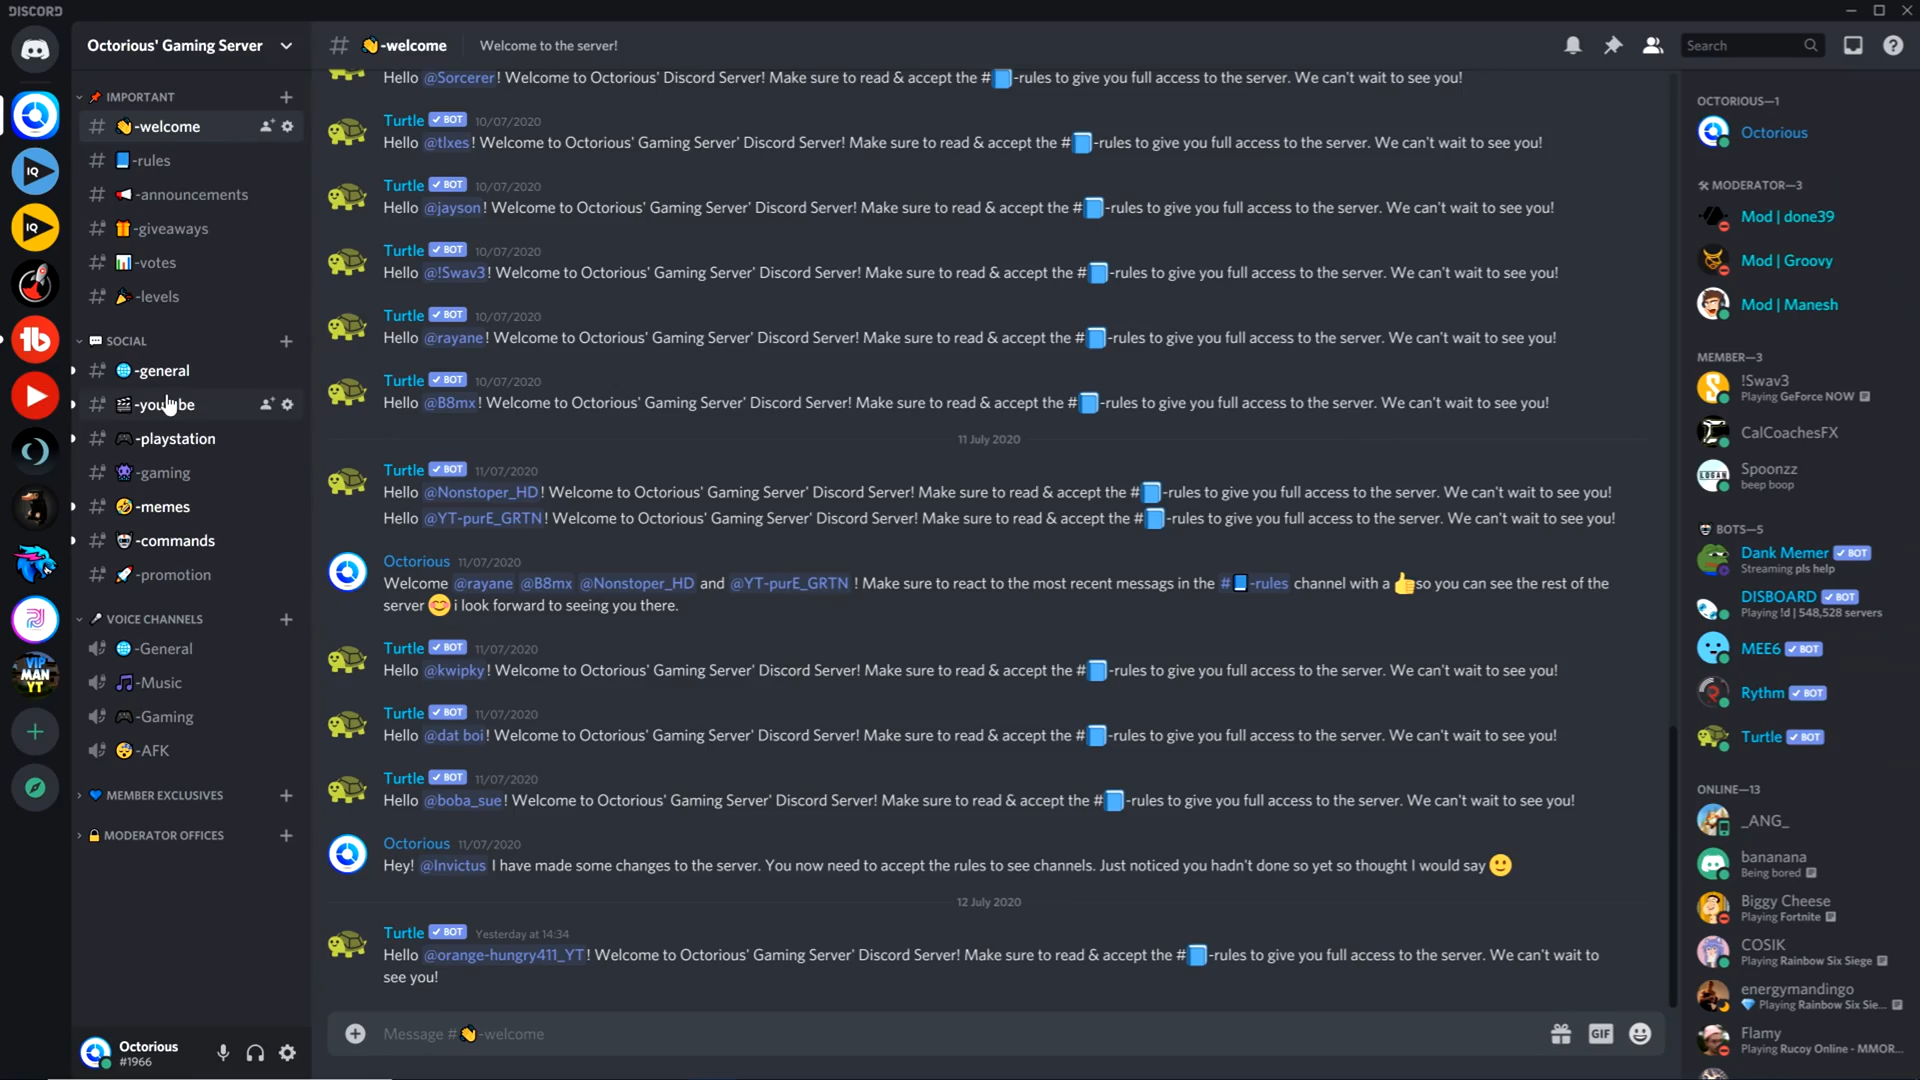 DISCORD
Octorious' Gaming Server
# 👋-welcome
Welcome to the server!
Search
📌 IMPORTANT
👋-welcome
📘-rules
📢-announcements
🎁-giveaways
📊-votes
🎉-levels
💬 SOCIAL
🌐-general
🎬-youtube
🎮-playstation
👾-gaming
🤣-memes
-commands
🚀-promotion
🎤 VOICE CHANNELS
🌐-General
🎵-Music
🎮-Gaming
😴-AFK
💙 MEMBER EXCLUSIVES
🔒 MODERATOR OFFICES
IQ
IQ
VIP
MAN
YT
Octorious
#1966
Hello @Sorcerer! Welcome to Octorious' Discord Server! Make sure to read & accept the #📘-rules to give you full access to the server. We can't wait to see you!
Turtle ✓ BOT 10/07/2020
Hello @tlxes! Welcome to Octorious' Gaming Server' Discord Server! Make sure to read & accept the #📘-rules to give you full access to the server. We can't wait to see you!
Turtle ✓ BOT 10/07/2020
Hello @jayson! Welcome to Octorious' Gaming Server' Discord Server! Make sure to read & accept the #📘-rules to give you full access to the server. We can't wait to see you!
Turtle ✓ BOT 10/07/2020
Hello @!Swav3! Welcome to Octorious' Gaming Server' Discord Server! Make sure to read & accept the #📘-rules to give you full access to the server. We can't wait to see you!
Turtle ✓ BOT 10/07/2020
Hello @rayane! Welcome to Octorious' Gaming Server' Discord Server! Make sure to read & accept the #📘-rules to give you full access to the server. We can't wait to see you!
Turtle ✓ BOT 10/07/2020
Hello @B8mx! Welcome to Octorious' Gaming Server' Discord Server! Make sure to read & accept the #📘-rules to give you full access to the server. We can't wait to see you!
11 July 2020
Turtle ✓ BOT 11/07/2020
Hello @Nonstoper_HD! Welcome to Octorious' Gaming Server' Discord Server! Make sure to read & accept the #📘-rules to give you full access to the server. We can't wait to see you!
Hello @YT-purE_GRTN! Welcome to Octorious' Gaming Server' Discord Server! Make sure to read & accept the #📘-rules to give you full access to the server. We can't wait to see you!
Octorious 11/07/2020
Welcome @rayane @B8mx @Nonstoper_HD and @YT-purE_GRTN ! Make sure to react to the most recent messages in the #📘-rules channel with a 👍so you can see the rest of the
server 😊 i look forward to seeing you there.
Turtle ✓ BOT 11/07/2020
Hello @kwipky! Welcome to Octorious' Gaming Server' Discord Server! Make sure to read & accept the #📘-rules to give you full access to the server. We can't wait to see you!
Turtle ✓ BOT 11/07/2020
Hello @dat boi! Welcome to Octorious' Gaming Server' Discord Server! Make sure to read & accept the #📘-rules to give you full access to the server. We can't wait to see you!
Turtle ✓ BOT 11/07/2020
Hello @boba_sue! Welcome to Octorious' Gaming Server' Discord Server! Make sure to read & accept the #📘-rules to give you full access to the server. We can't wait to see you!
Octorious 11/07/2020
Hey! @Invictus I have made some changes to the server. You now need to accept the rules to see channels. Just noticed you hadn't done so yet so thought I would say 🙂
12 July 2020
Turtle ✓ BOT Yesterday at 14:34
Hello @orange-hungry411_YT! Welcome to Octorious' Gaming Server' Discord Server! Make sure to read & accept the #📘-rules to give you full access to the server. We can't wait to
see you!
Message #👋-welcome
GIF
OCTORIOUS—1
Octorious
🛠 MODERATOR—3
Mod | done39
Mod | Groovy
Mod | Manesh
MEMBER—3
!Swav3
Playing GeForce NOW
CalCoachesFX
LOGAN
Spoonzz
beep boop
BOTS—5
Dank Memer ✓ BOT
Streaming pls help
DISBOARD ✓ BOT
Playing !d | 548,528 servers
MEE6 ✓ BOT
Rythm ✓ BOT
Turtle ✓ BOT
ONLINE—13
_ANG_
bananana
Being bored
Biggy Cheese
Playing Fortnite
COSIK
Playing Rainbow Six Siege
energymandingo
💎 Playing Rainbow Six Sie...
Flamy
Playing Rucoy Online - MMOR...